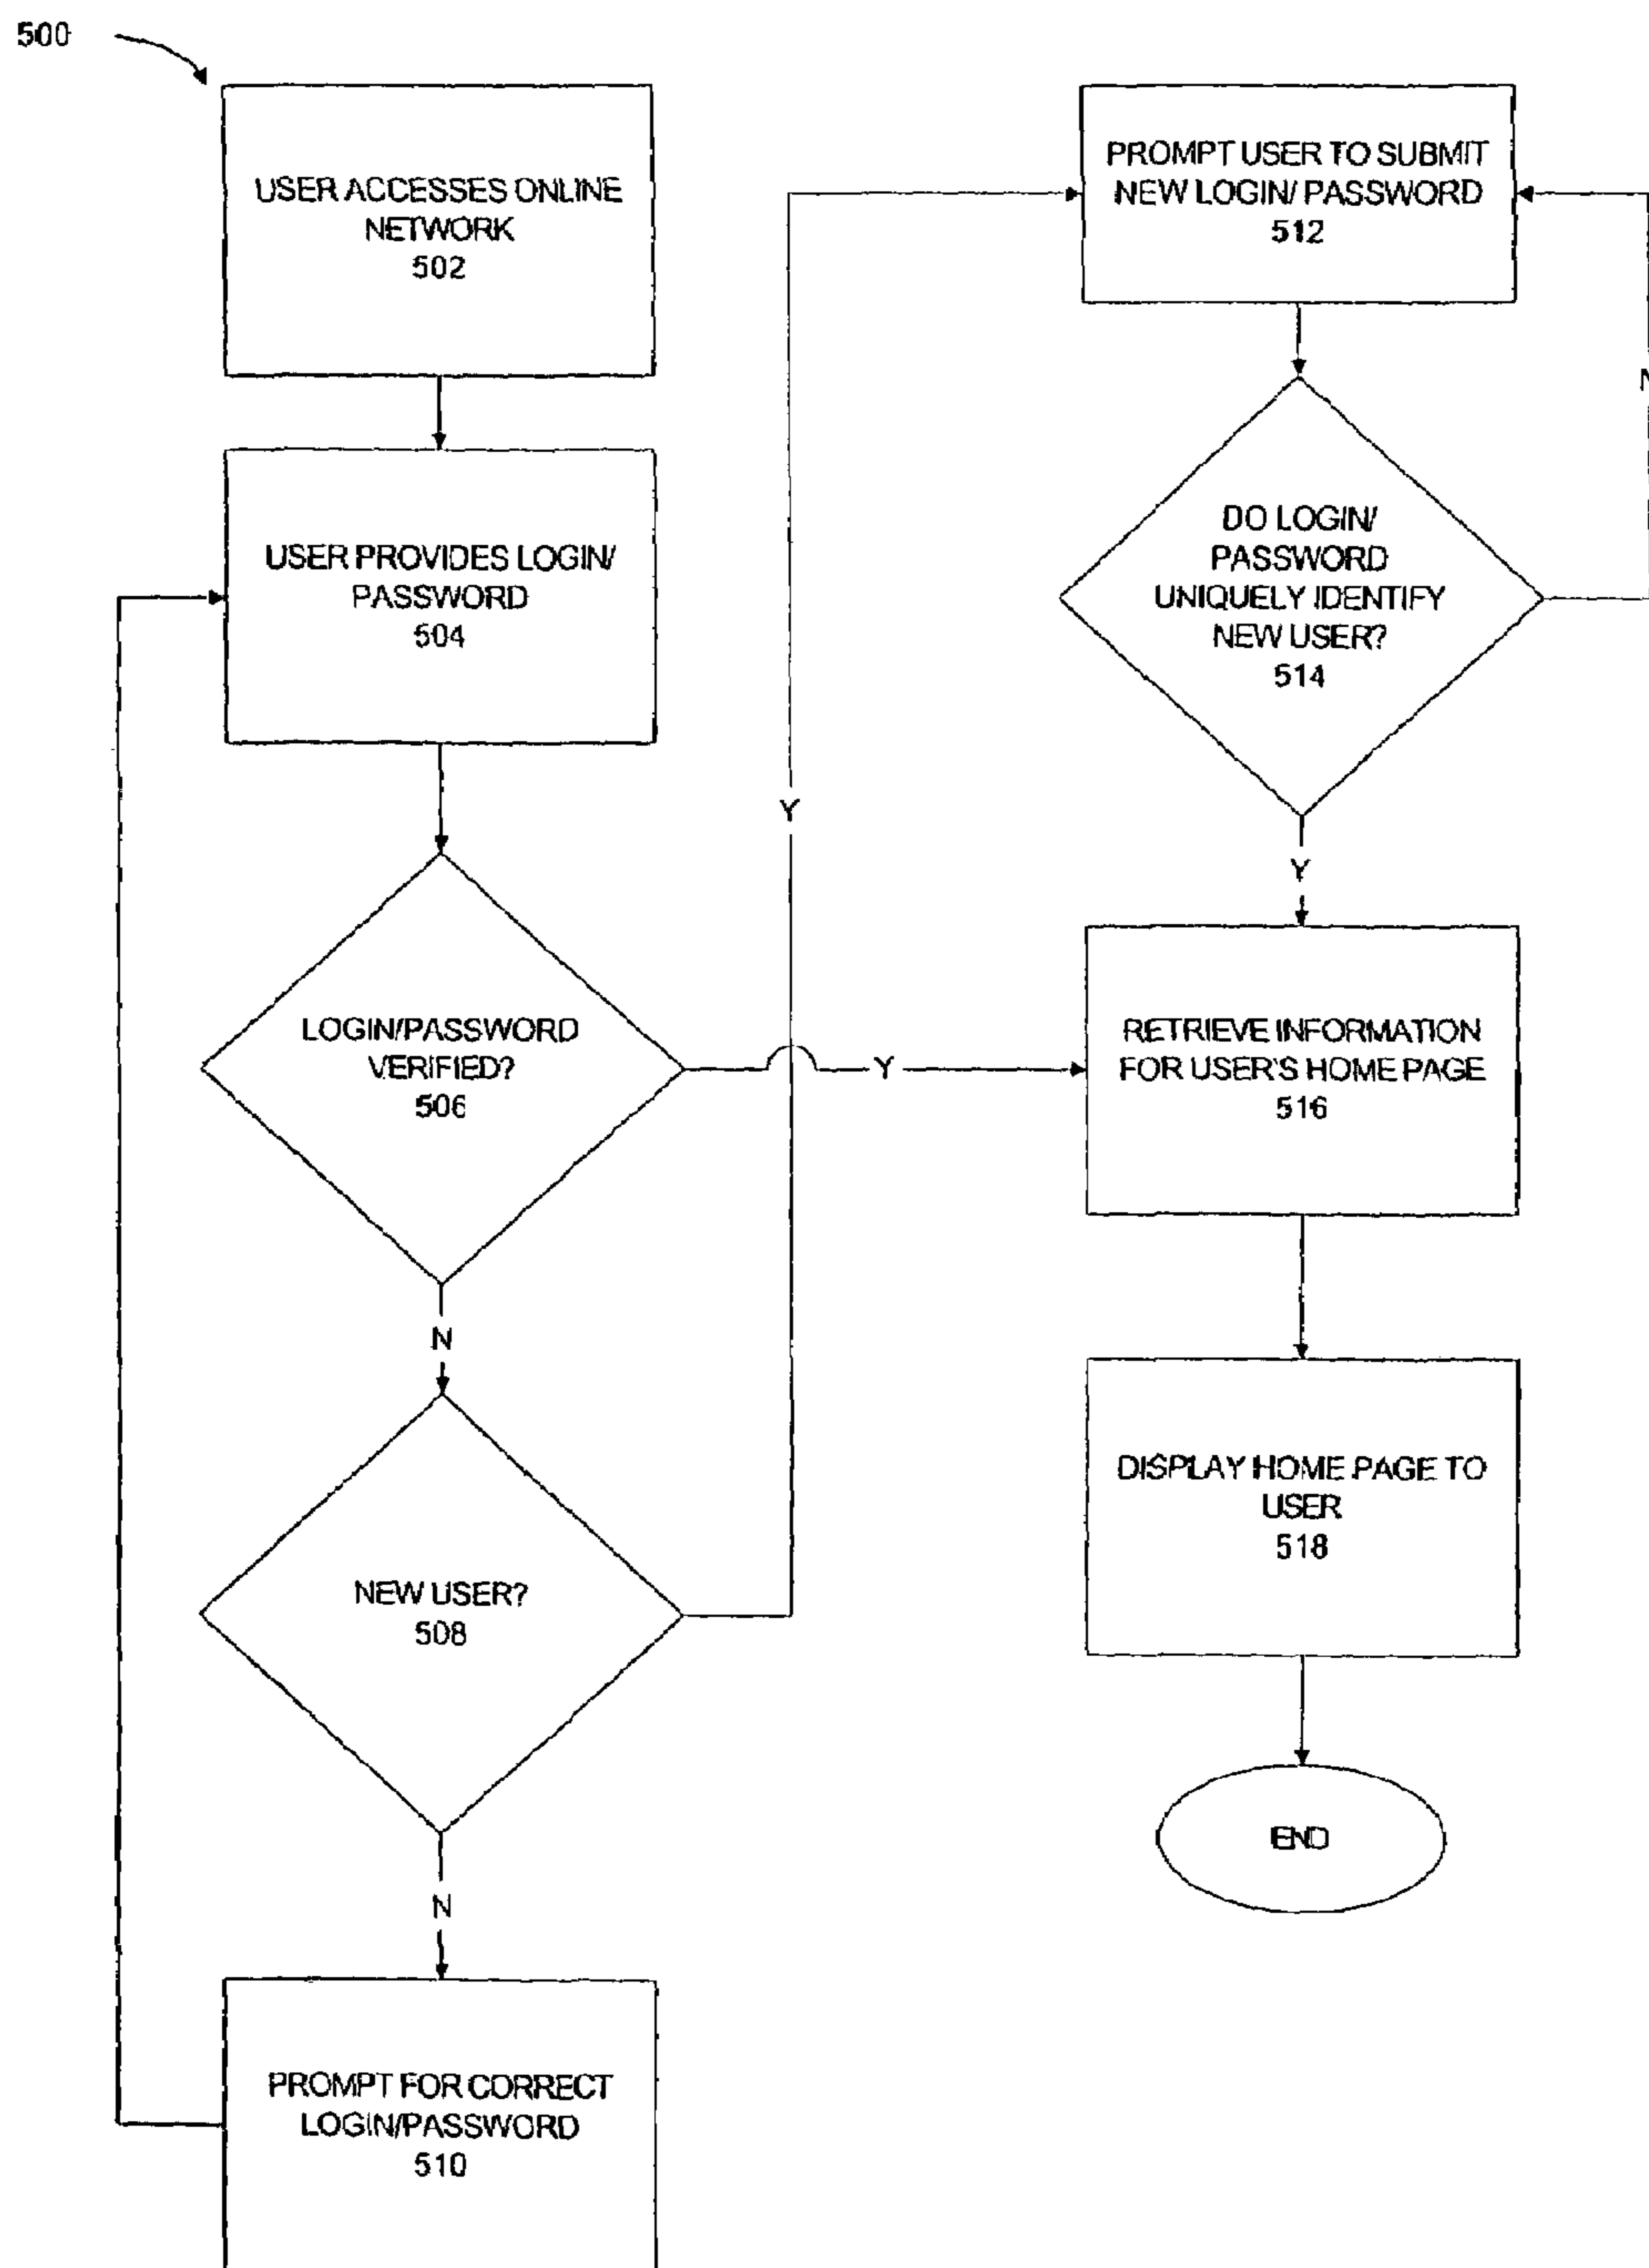 500
USER ACCESSES ONLINE
NETWORK
502
USER PROVIDES LOGIN/
PASSWORD
504
LOGIN/PASSWORD
VERIFIED?
506
Y
N
NEW USER?
508
Y
N
PROMPT FOR CORRECT
LOGIN/PASSWORD
510
PROMPT USER TO SUBMIT
NEW LOGIN/ PASSWORD
512
DO LOGIN/
PASSWORD
UNIQUELY IDENTIFY
NEW USER?
514
Y
RETRIEVE INFORMATION
FOR USER'S HOME PAGE
516
DISPLAY HOME PAGE TO
USER
518
END